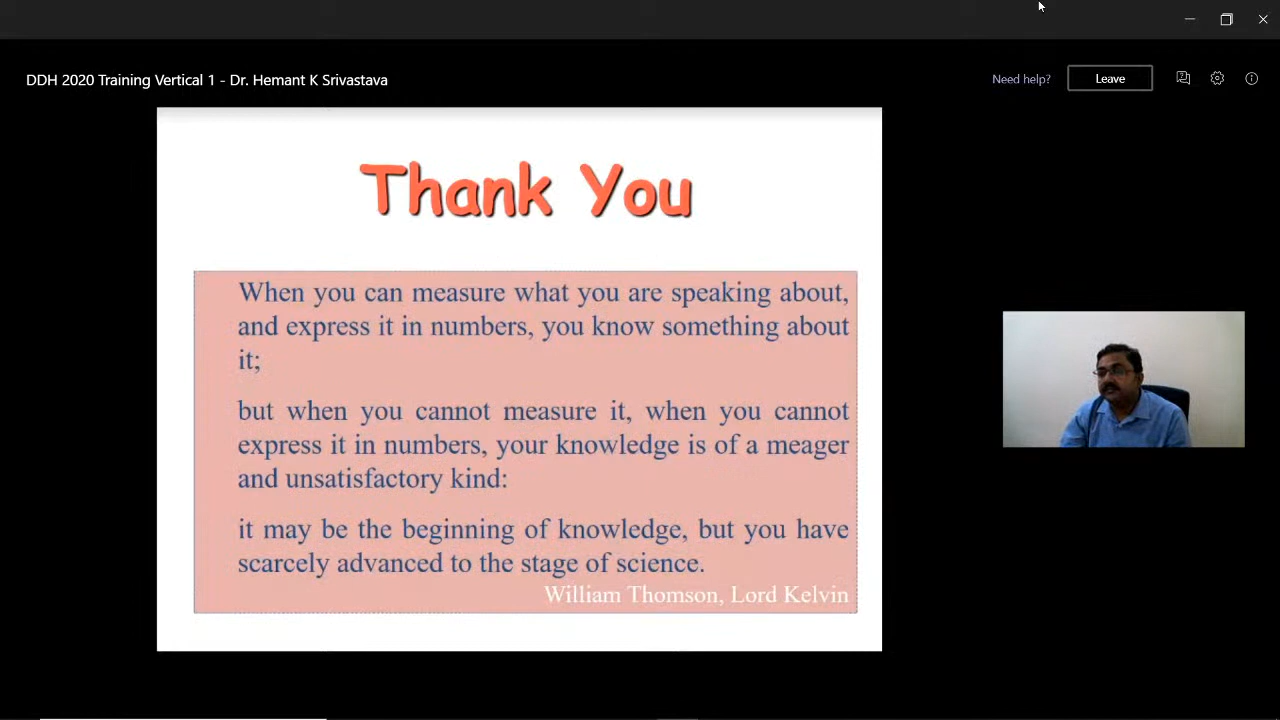 DDH 2020 Training Vertical 1 - Dr. Hemant K Srivastava
Need help?
Leave
Thank You
When you can measure what you are speaking about,
and express it in numbers, you know something about
it;
but when you cannot measure it, when you cannot
express it in numbers, your knowledge is of a meager
and unsatisfactory kind:
it may be the beginning of knowledge, but you have
scarcely advanced to the stage of science.
William Thomson, Lord Kelvin